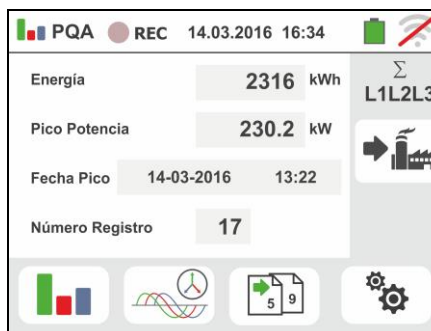 PQA REC 14.03.2016 16:34
Energía 2316 kWh
Σ
L1L2L3
Pico Potencia 230.2 kW
Fecha Pico 14-03-2016 13:22
Número Registro 17
5 9